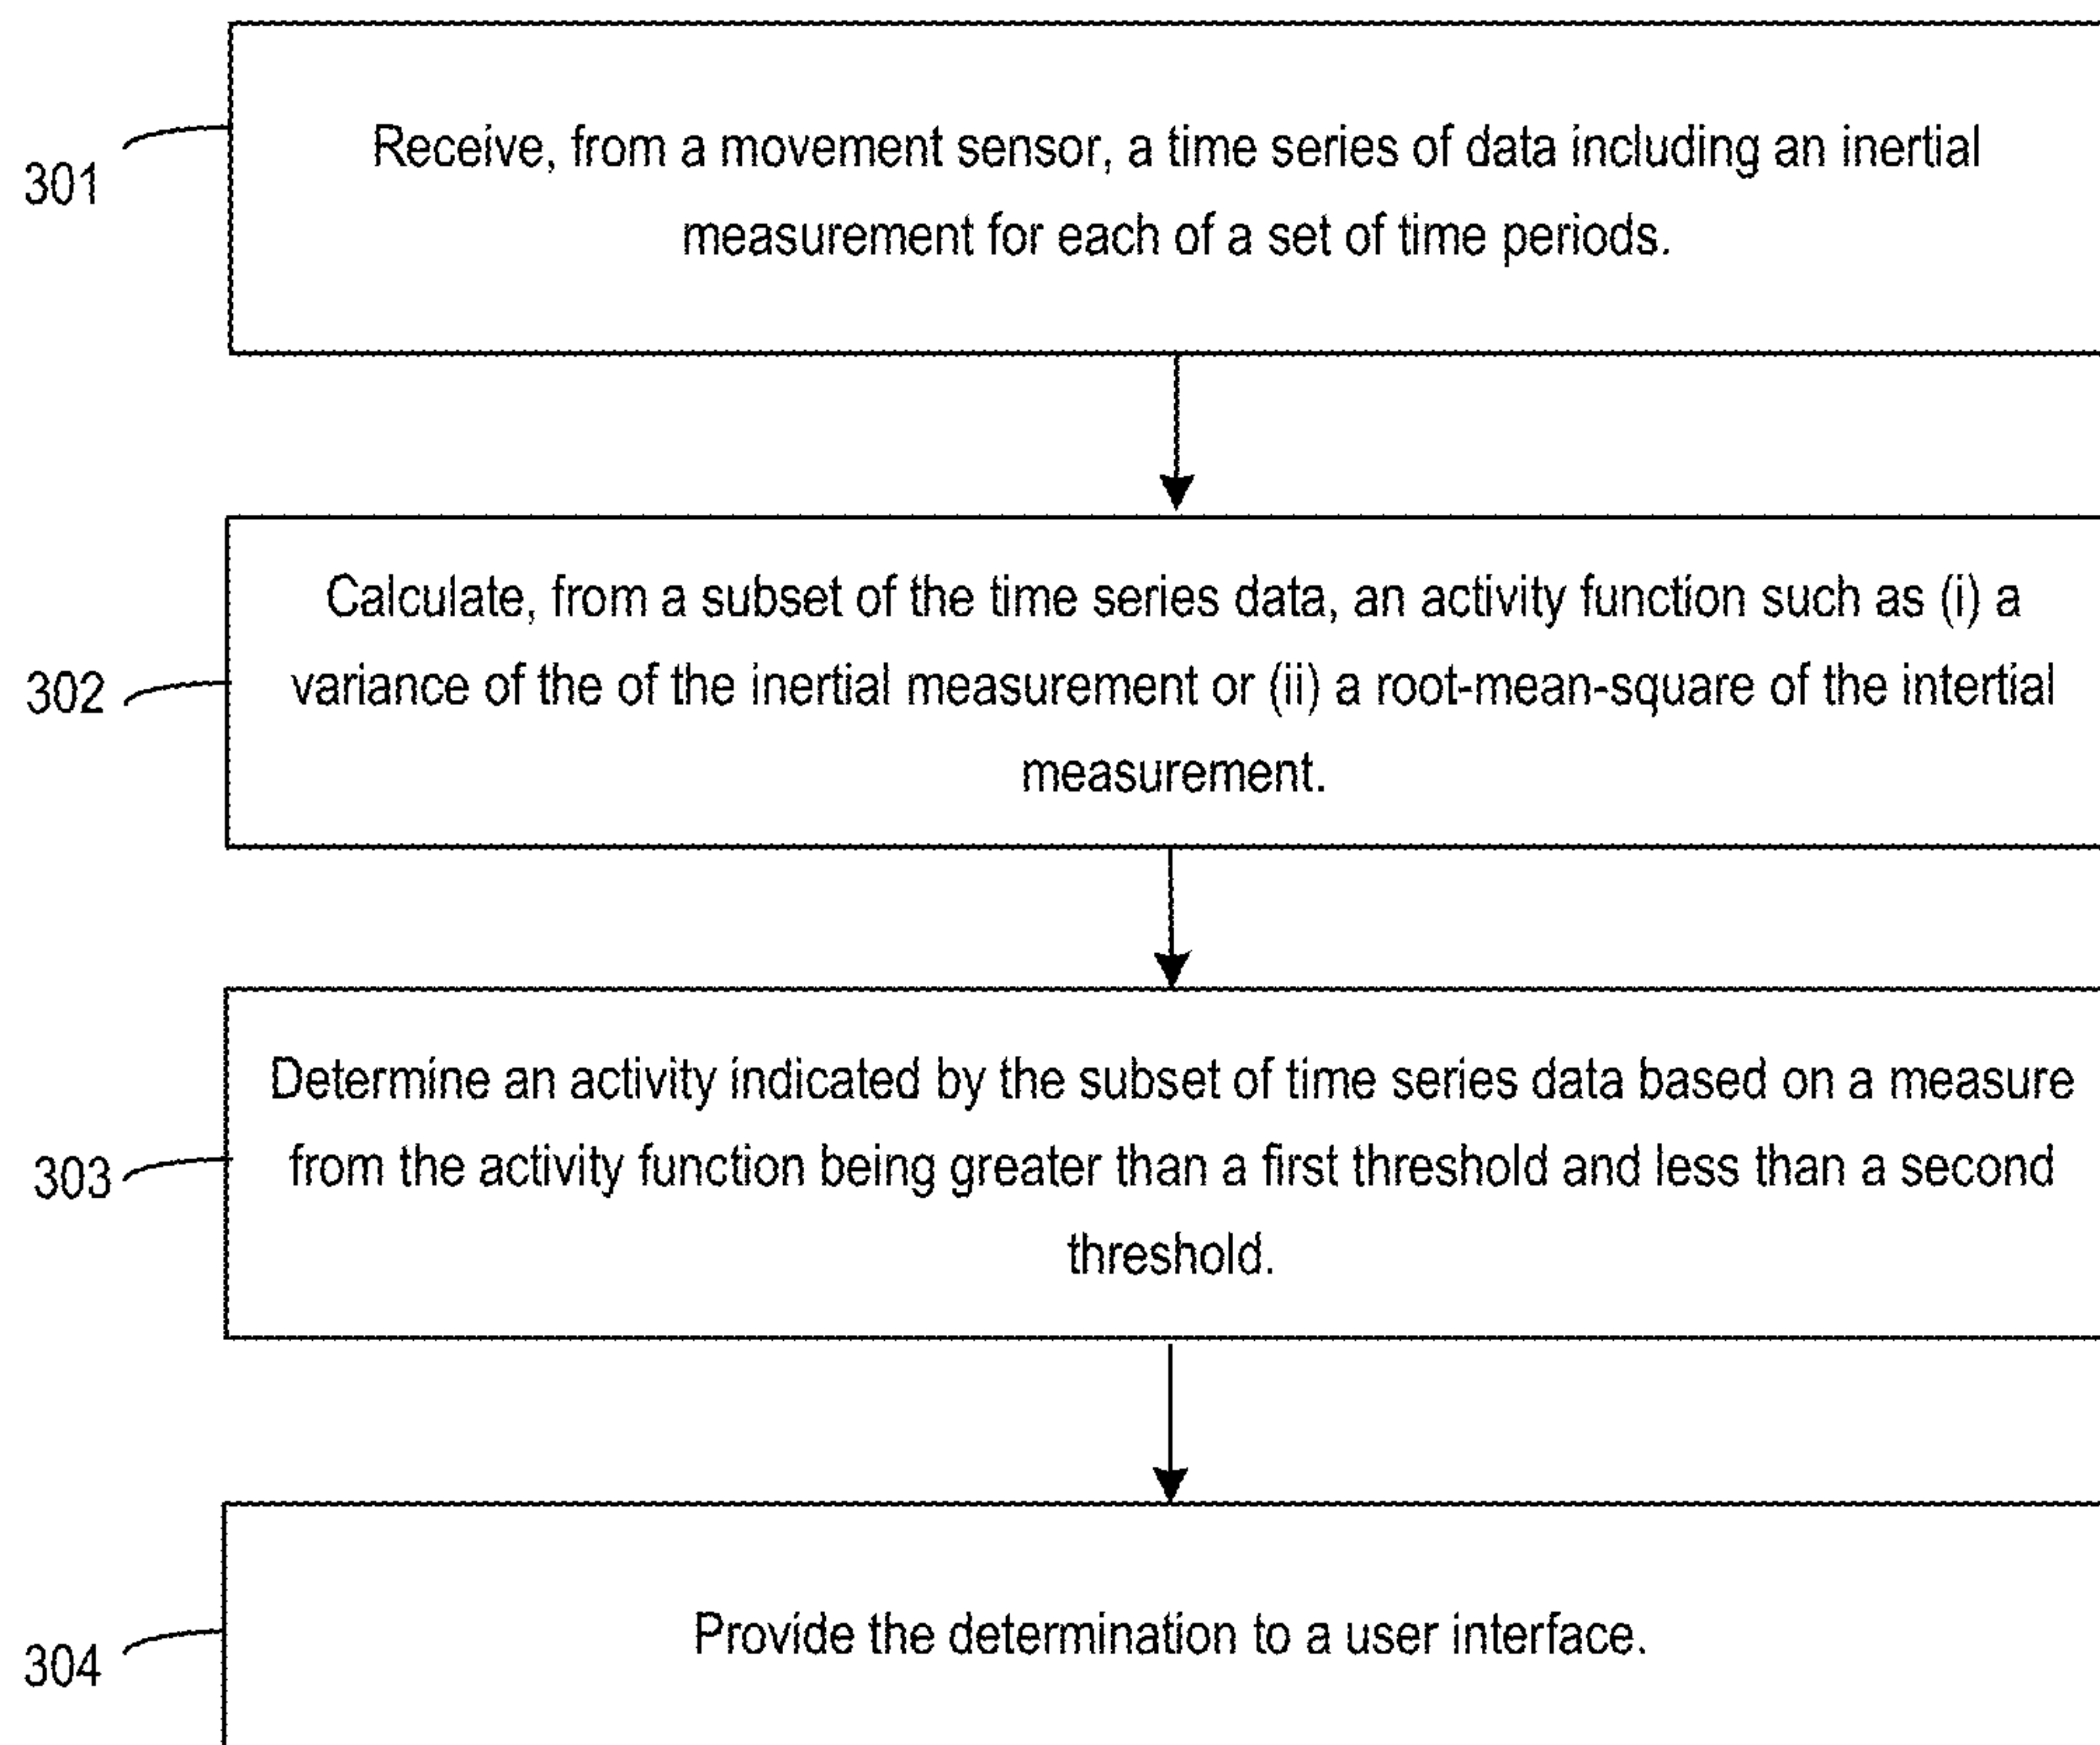 301
Receive, from a movement sensor, a time series of data including an inertial
measurement for each of a set of time periods.
302
Calculate, from a subset of the time series data, an activity function such as (i) a
variance of the of the inertial measurement or (ii) a root-mean-square of the intertial
measurement.
303
Determine an activity indicated by the subset of time series data based on a measure
from the activity function being greater than a first threshold and less than a second
threshold.
304
Provide the determination to a user interface.